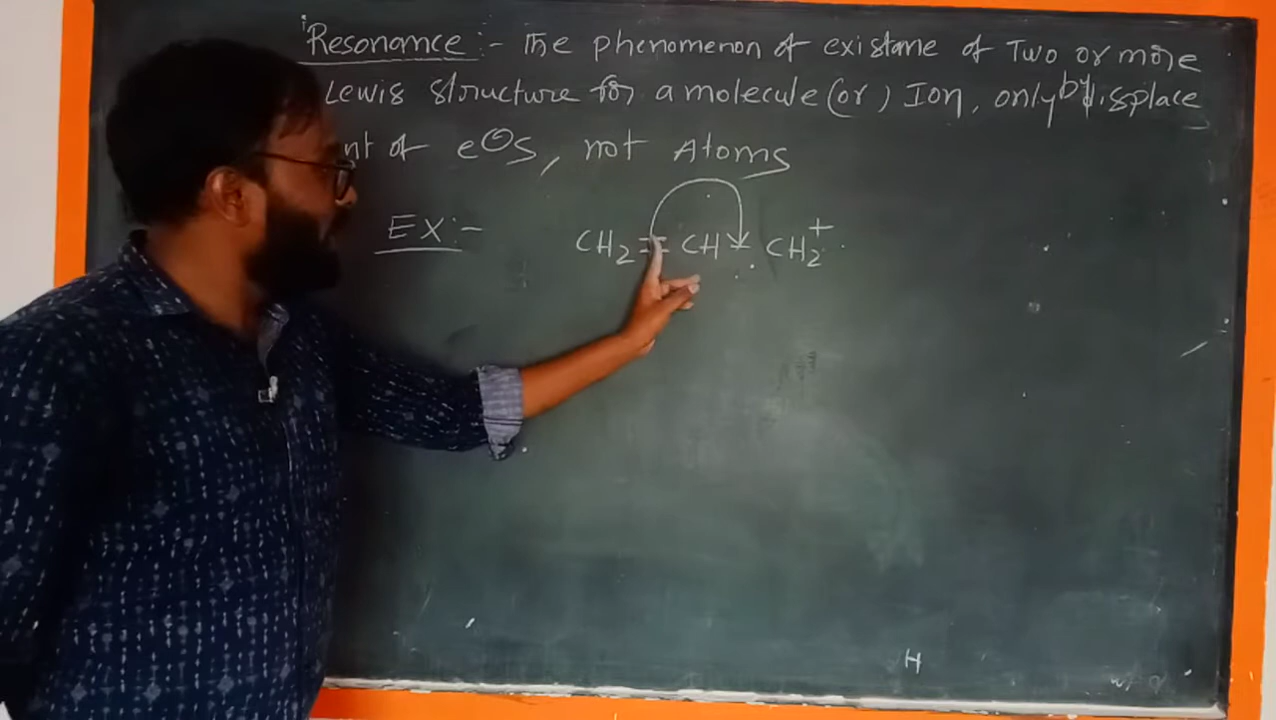 Resonance :- The phenomenon of existane of Two or more
Lewis structure for a molecule (or) Ion, only by displace
nt of e⊖s, not Atoms
EX:- CH2 = CH - CH2+
H